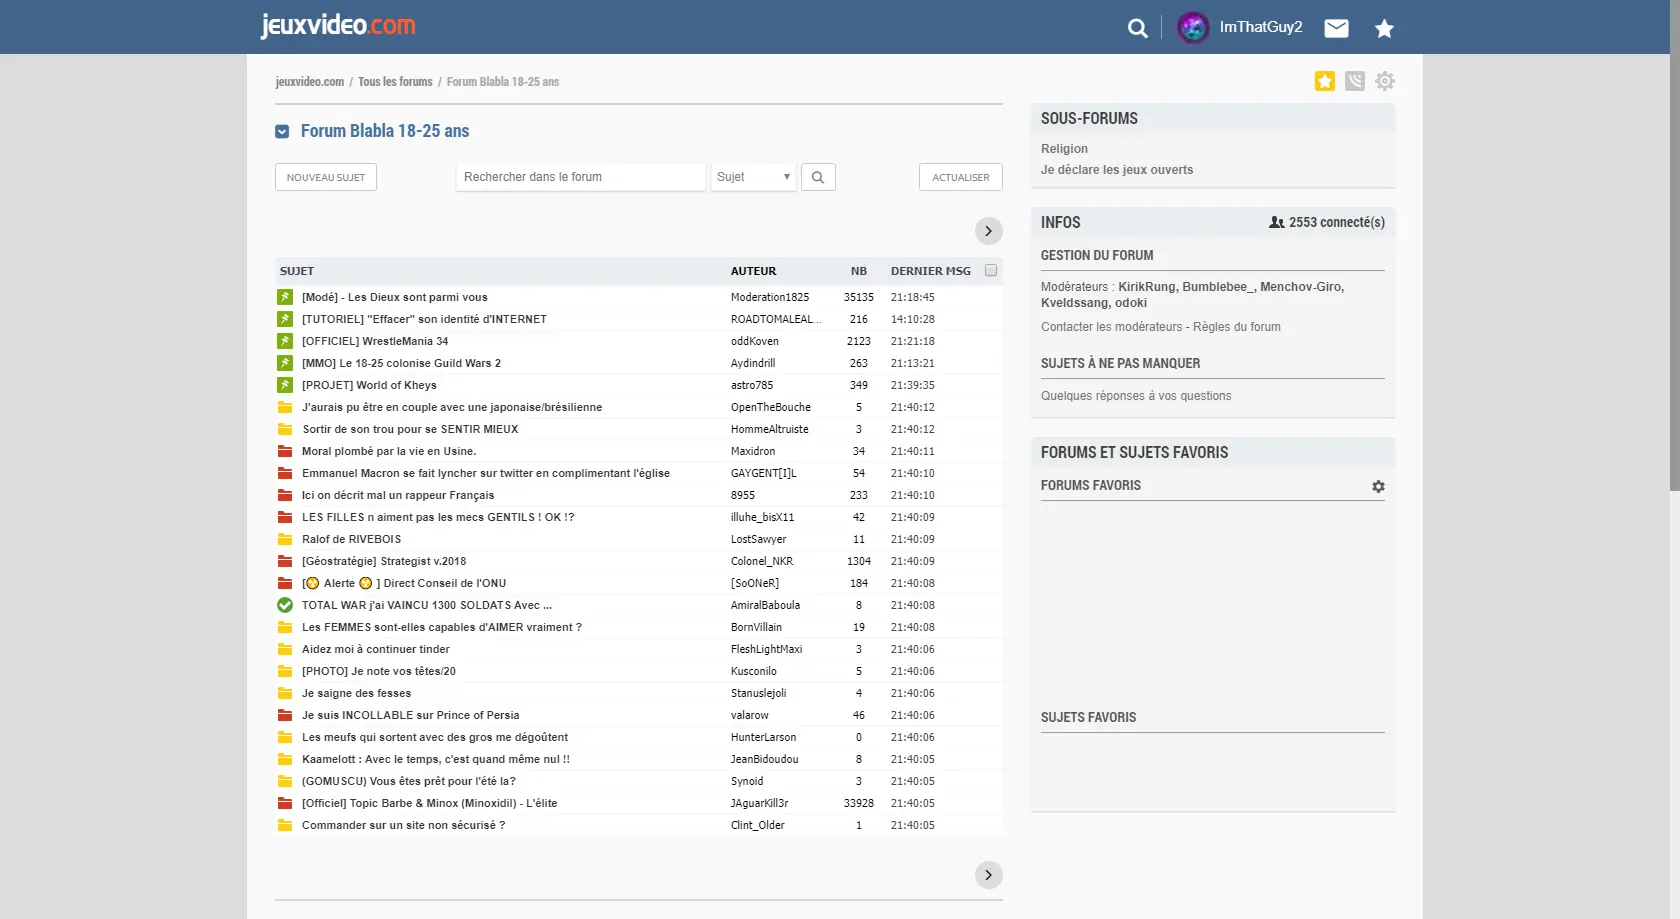 jeuxvideo.com
ImThatGuy2
jeuxvideo.com / Tous les forums / Forum Blabla 18-25 ans
Forum Blabla 18-25 ans
NOUVEAU SUJET
Rechercher dans le forum
Sujet
ACTUALISER
SUJET AUTEUR NB DERNIER MSG
[Modé] - Les Dieux sont parmi vous Moderation1825 35135 21:18:45
[TUTORIEL] "Effacer" son identité d'INTERNET ROADTOMALEAL... 216 14:10:28
[OFFICIEL] WrestleMania 34 oddKoven 2123 21:21:18
[MMO] Le 18-25 colonise Guild Wars 2 Aydindrill 263 21:13:21
[PROJET] World of Kheys astro785 349 21:39:35
J'aurais pu être en couple avec une japonaise/brésilienne OpenTheBouche 5 21:40:12
Sortir de son trou pour se SENTIR MIEUX HommeAltruiste 3 21:40:12
Moral plombé par la vie en Usine. Maxidron 34 21:40:11
Emmanuel Macron se fait lyncher sur twitter en complimentant l'église GAYGENT[I]L 54 21:40:10
Ici on décrit mal un rappeur Français 8955 233 21:40:10
LES FILLES n aiment pas les mecs GENTILS ! OK !? illuhe_bisX11 42 21:40:09
Ralof de RIVEBOIS LostSawyer 11 21:40:09
[Géostratégie] Strategist v.2018 Colonel_NKR 1304 21:40:09
[☢ Alerte ☢ ] Direct Conseil de l'ONU [SoONeR] 184 21:40:08
TOTAL WAR j'ai VAINCU 1300 SOLDATS Avec ... AmiralBaboula 8 21:40:08
Les FEMMES sont-elles capables d'AIMER vraiment ? BornVillain 19 21:40:08
Aidez moi à continuer tinder FleshLightMaxi 3 21:40:06
[PHOTO] Je note vos têtes/20 Kusconilo 5 21:40:06
Je saigne des fesses Stanuslejoli 4 21:40:06
Je suis INCOLLABLE sur Prince of Persia valarow 46 21:40:06
Les meufs qui sortent avec des gros me dégoûtent HunterLarson 0 21:40:06
Kaamelott : Avec le temps, c'est quand même nul !! JeanBidoudou 8 21:40:05
(GOMUSCU) Vous êtes prêt pour l'été la? Synoid 3 21:40:05
[Officiel] Topic Barbe & Minox (Minoxidil) - L'élite JAguarKill3r 33928 21:40:05
Commander sur un site non sécurisé ? Clint_Older 1 21:40:05
SOUS-FORUMS
Religion
Je déclare les jeux ouverts
INFOS 2553 connecté(s)
GESTION DU FORUM
Modérateurs : KirikRung, Bumblebee_, Menchov-Giro,
Kveldssang, odoki
Contacter les modérateurs - Règles du forum
SUJETS À NE PAS MANQUER
Quelques réponses à vos questions
FORUMS ET SUJETS FAVORIS
FORUMS FAVORIS
SUJETS FAVORIS